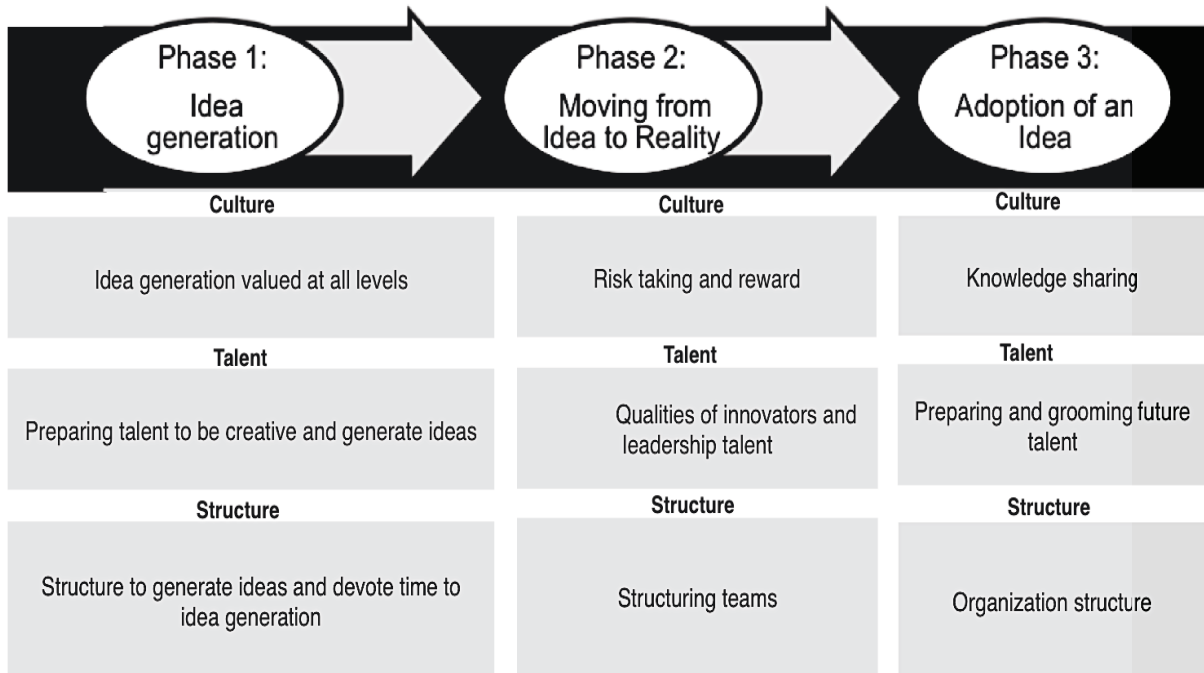 Phase 1:
Idea
generation
Phase 2:
Moving from
Idea to Reality
Phase 3:
Adoption of an
Idea
Culture
Idea generation valued at all levels
Culture
Risk taking and reward
Culture
Knowledge sharing
Talent
Preparing talent to be creative and generate ideas
Talent
Qualities of innovators and
leadership talent
Talent
Preparing and grooming future
talent
Structure
Structure to generate ideas and devote time to
idea generation
Structure
Structuring teams
Structure
Organization structure